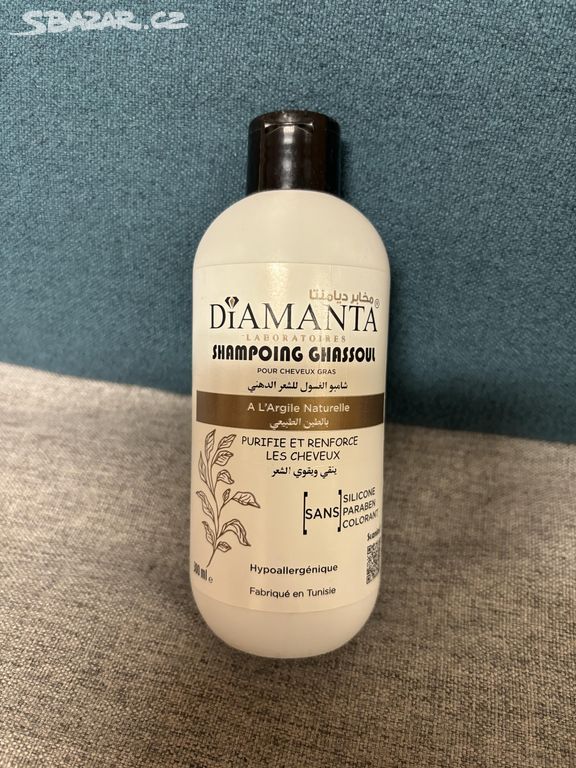 SBAZAR.CZ
مخابر ديامنتا®
DiAMANTA
LABORATOIRES
SHAMPOING GHASSOUL
POUR CHEVEUX GRAS
شامبو الغسول للشعر الدهني
A L'Argile Naturelle
بالطين الطبيعي
PURIFIE ET RENFORCE
LES CHEVEUX
ينقي ويقوي الشعر
[SANS]
SILICONE
PARABEN
COLORANT
Hypoallergénique
ml e
Fabriqué en Tunisie